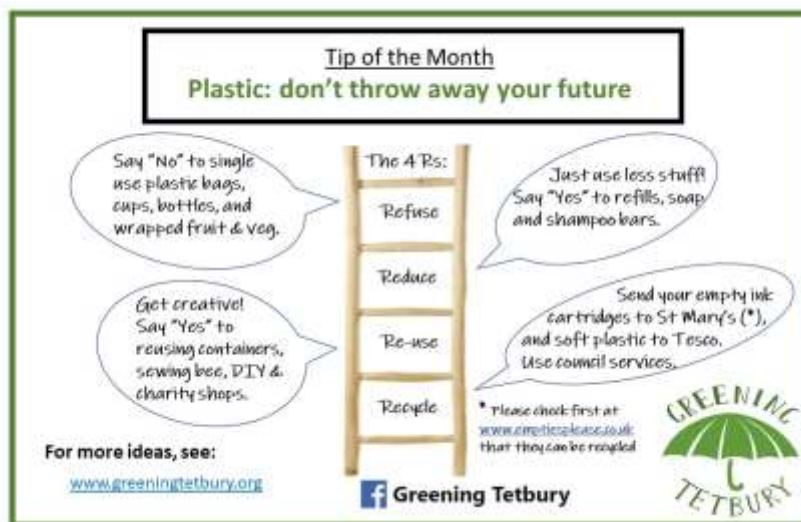 Tip of the Month
Plastic: don't throw away your future
Say "No" to single
use plastic bags,
cups, bottles, and
wrapped fruit & veg.
The 4 Rs:
Refuse
Reduce
Re-use
Recycle
Just use less stuff!
Say "Yes" to refills, soap
and shampoo bars.
Get creative!
Say "Yes" to
reusing containers,
sewing bee, DIY &
charity shops.
Send your empty ink
cartridges to St Mary's (*),
and soft plastic to Tesco.
Use council services.
* Please check first at
www.emptiesplease.co.uk
that they can be recycled
For more ideas, see:
www.greeningtetbury.org
f Greening Tetbury
GREENING
TETBURY